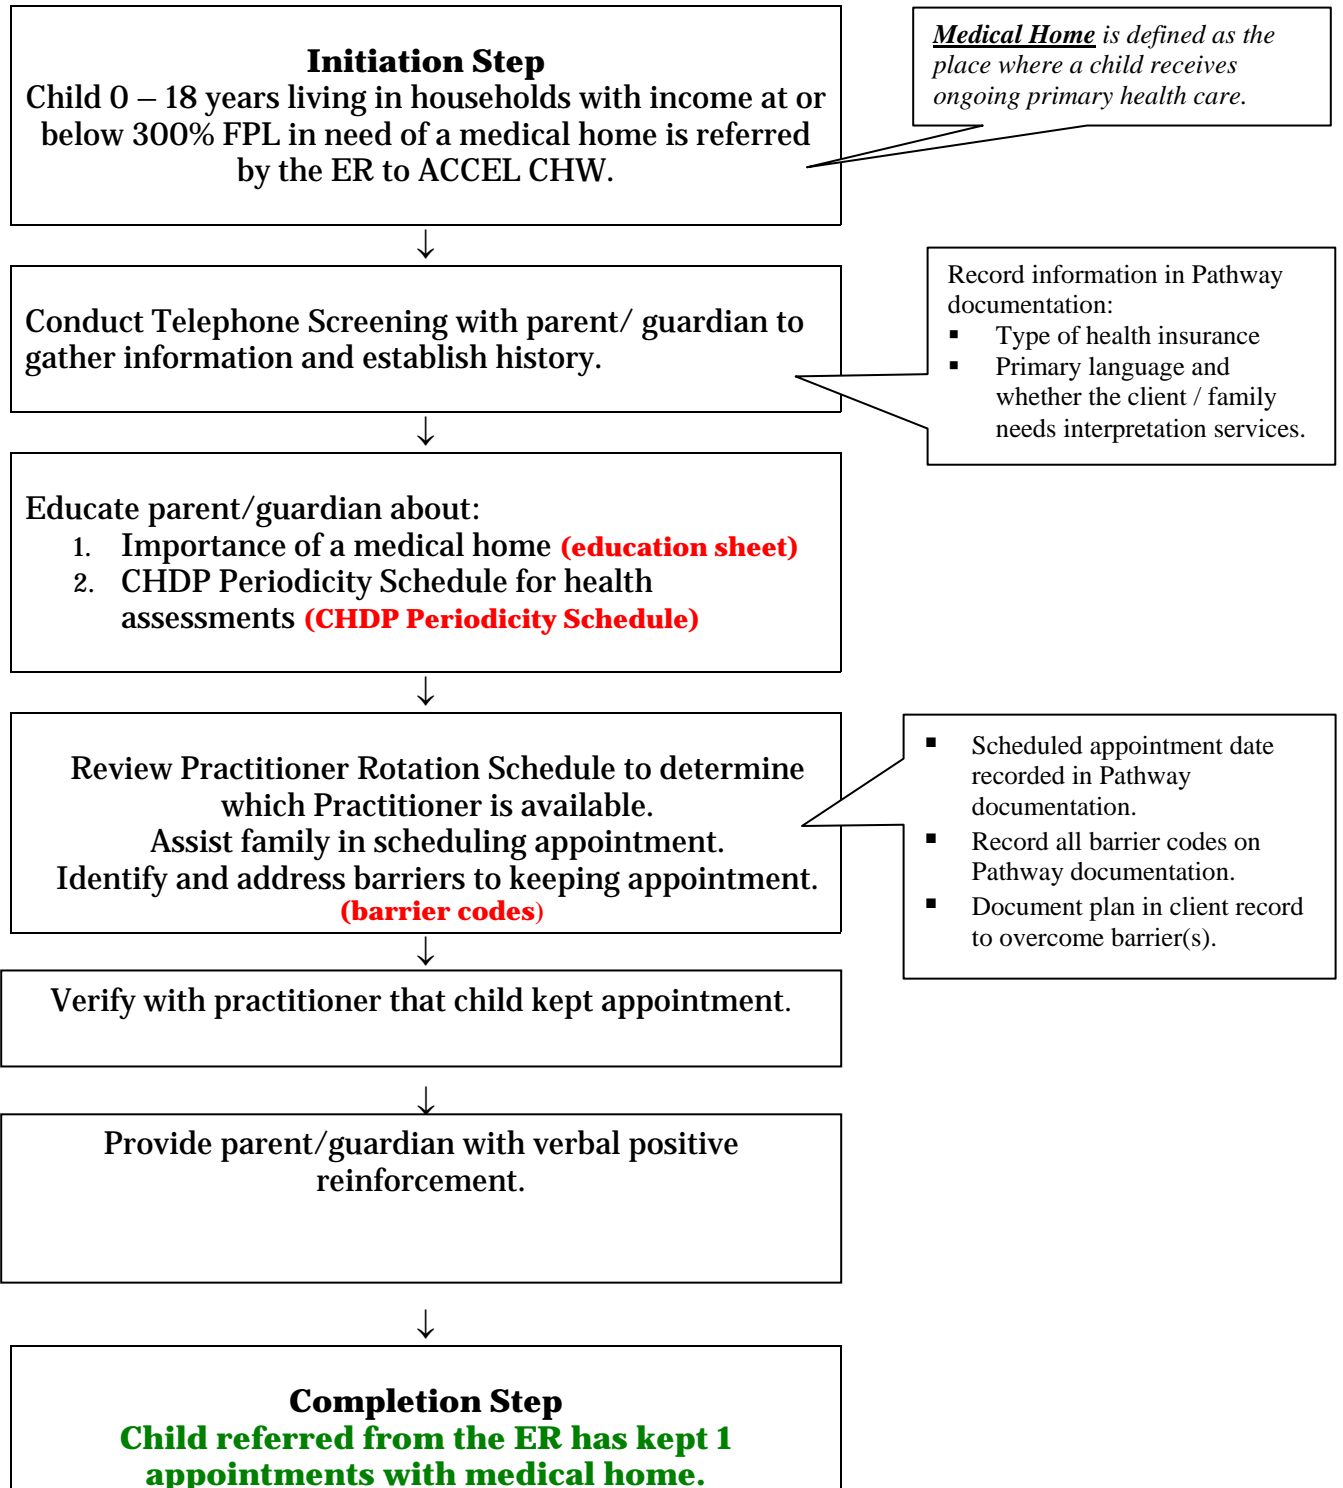 Initiation Step
Child 0 – 18 years living in households with income at or
below 300% FPL in need of a medical home is referred
by the ER to ACCEL CHW.
Medical Home is defined as the
place where a child receives
ongoing primary health care.
↓
Conduct Telephone Screening with parent/ guardian to
gather information and establish history.
Record information in Pathway
documentation:
▪ Type of health insurance
▪ Primary language and
whether the client / family
needs interpretation services.
↓
Educate parent/guardian about:
1. Importance of a medical home (education sheet)
2. CHDP Periodicity Schedule for health
assessments (CHDP Periodicity Schedule)
↓
Review Practitioner Rotation Schedule to determine
which Practitioner is available.
Assist family in scheduling appointment.
Identify and address barriers to keeping appointment.
(barrier codes)
▪ Scheduled appointment date
recorded in Pathway
documentation.
▪ Record all barrier codes on
Pathway documentation.
▪ Document plan in client record
to overcome barrier(s).
↓
Verify with practitioner that child kept appointment.
↓
Provide parent/guardian with verbal positive
reinforcement.
↓
Completion Step
Child referred from the ER has kept 1
appointments with medical home.